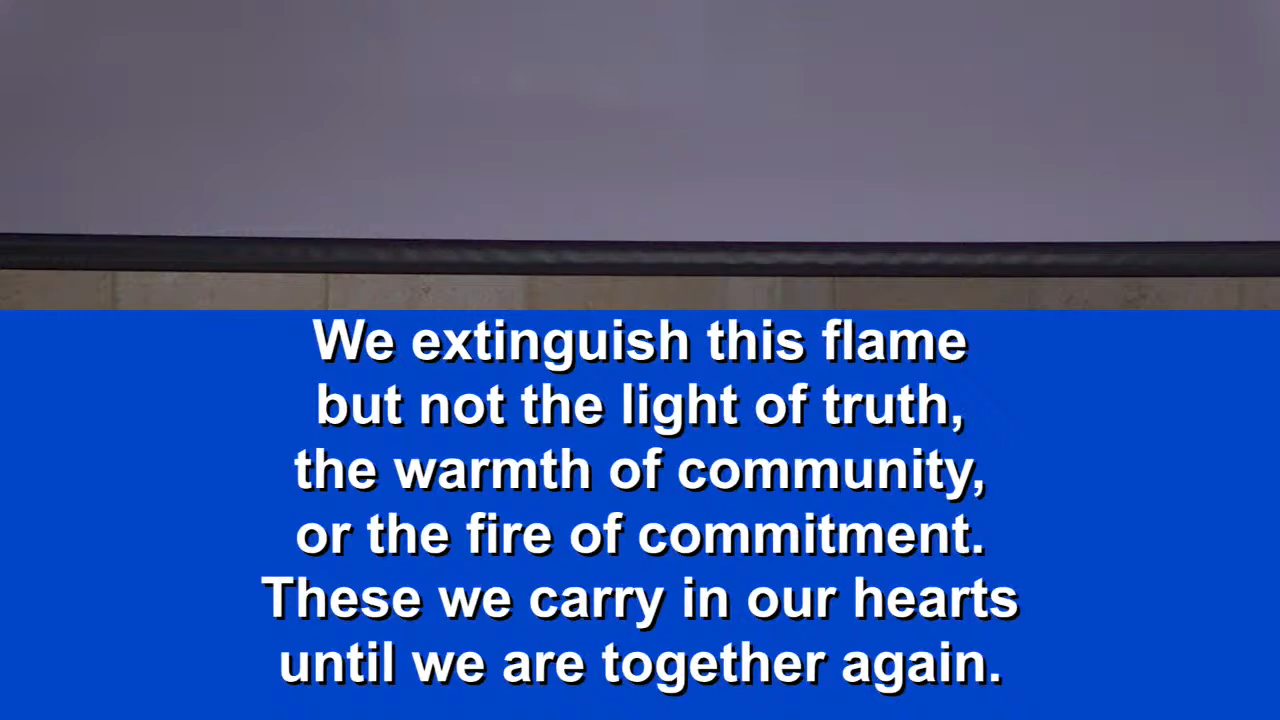 We extinguish this flame
but not the light of truth,
the warmth of community,
or the fire of commitment.
These we carry in our hearts
until we are together again.